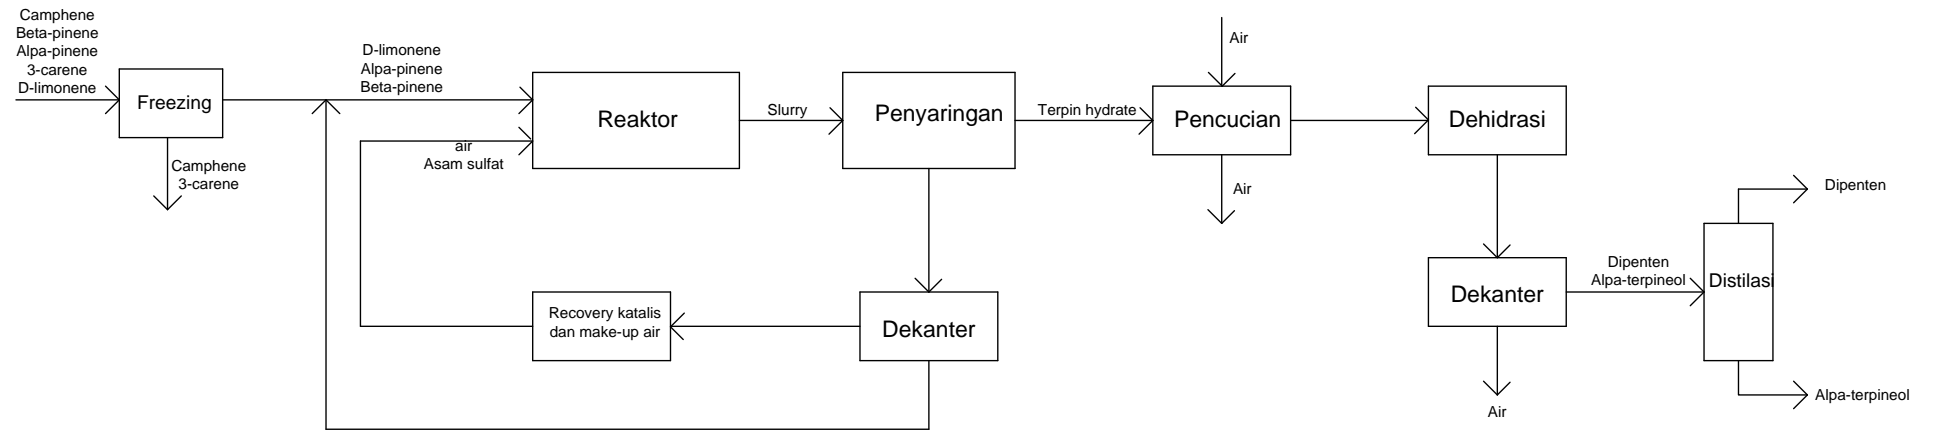 Camphene
Beta-pinene
Alpa-pinene
3-carene
D-limonene
Freezing
Camphene
3-carene
D-limonene
Alpa-pinene
Beta-pinene
air
Asam sulfat
Reaktor
Slurry
Penyaringan
Terpin hydrate
Air
Pencucian
Air
Dehidrasi
Recovery katalis
dan make-up air
Dekanter
Dekanter
Air
Dipenten
Alpa-terpineol
Distilasi
Dipenten
Alpa-terpineol